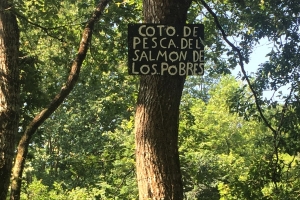 COTO DE
PESCA DEL
SALMON DE
LOS POBRES